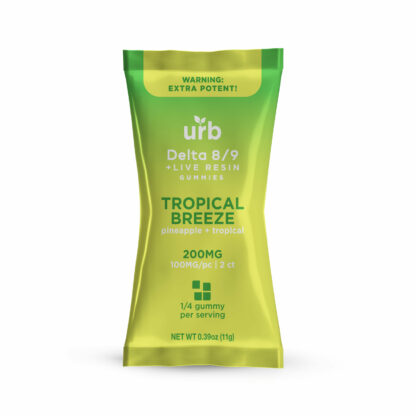 WARNING:
EXTRA POTENT!
urb
Delta 8/9
+LIVE RESIN
GUMMIES
TROPICAL
BREEZE
pineapple + tropical
200MG
100MG/pc | 2 ct
1/4 gummy
per serving
NET WT 0.39oz (11g)